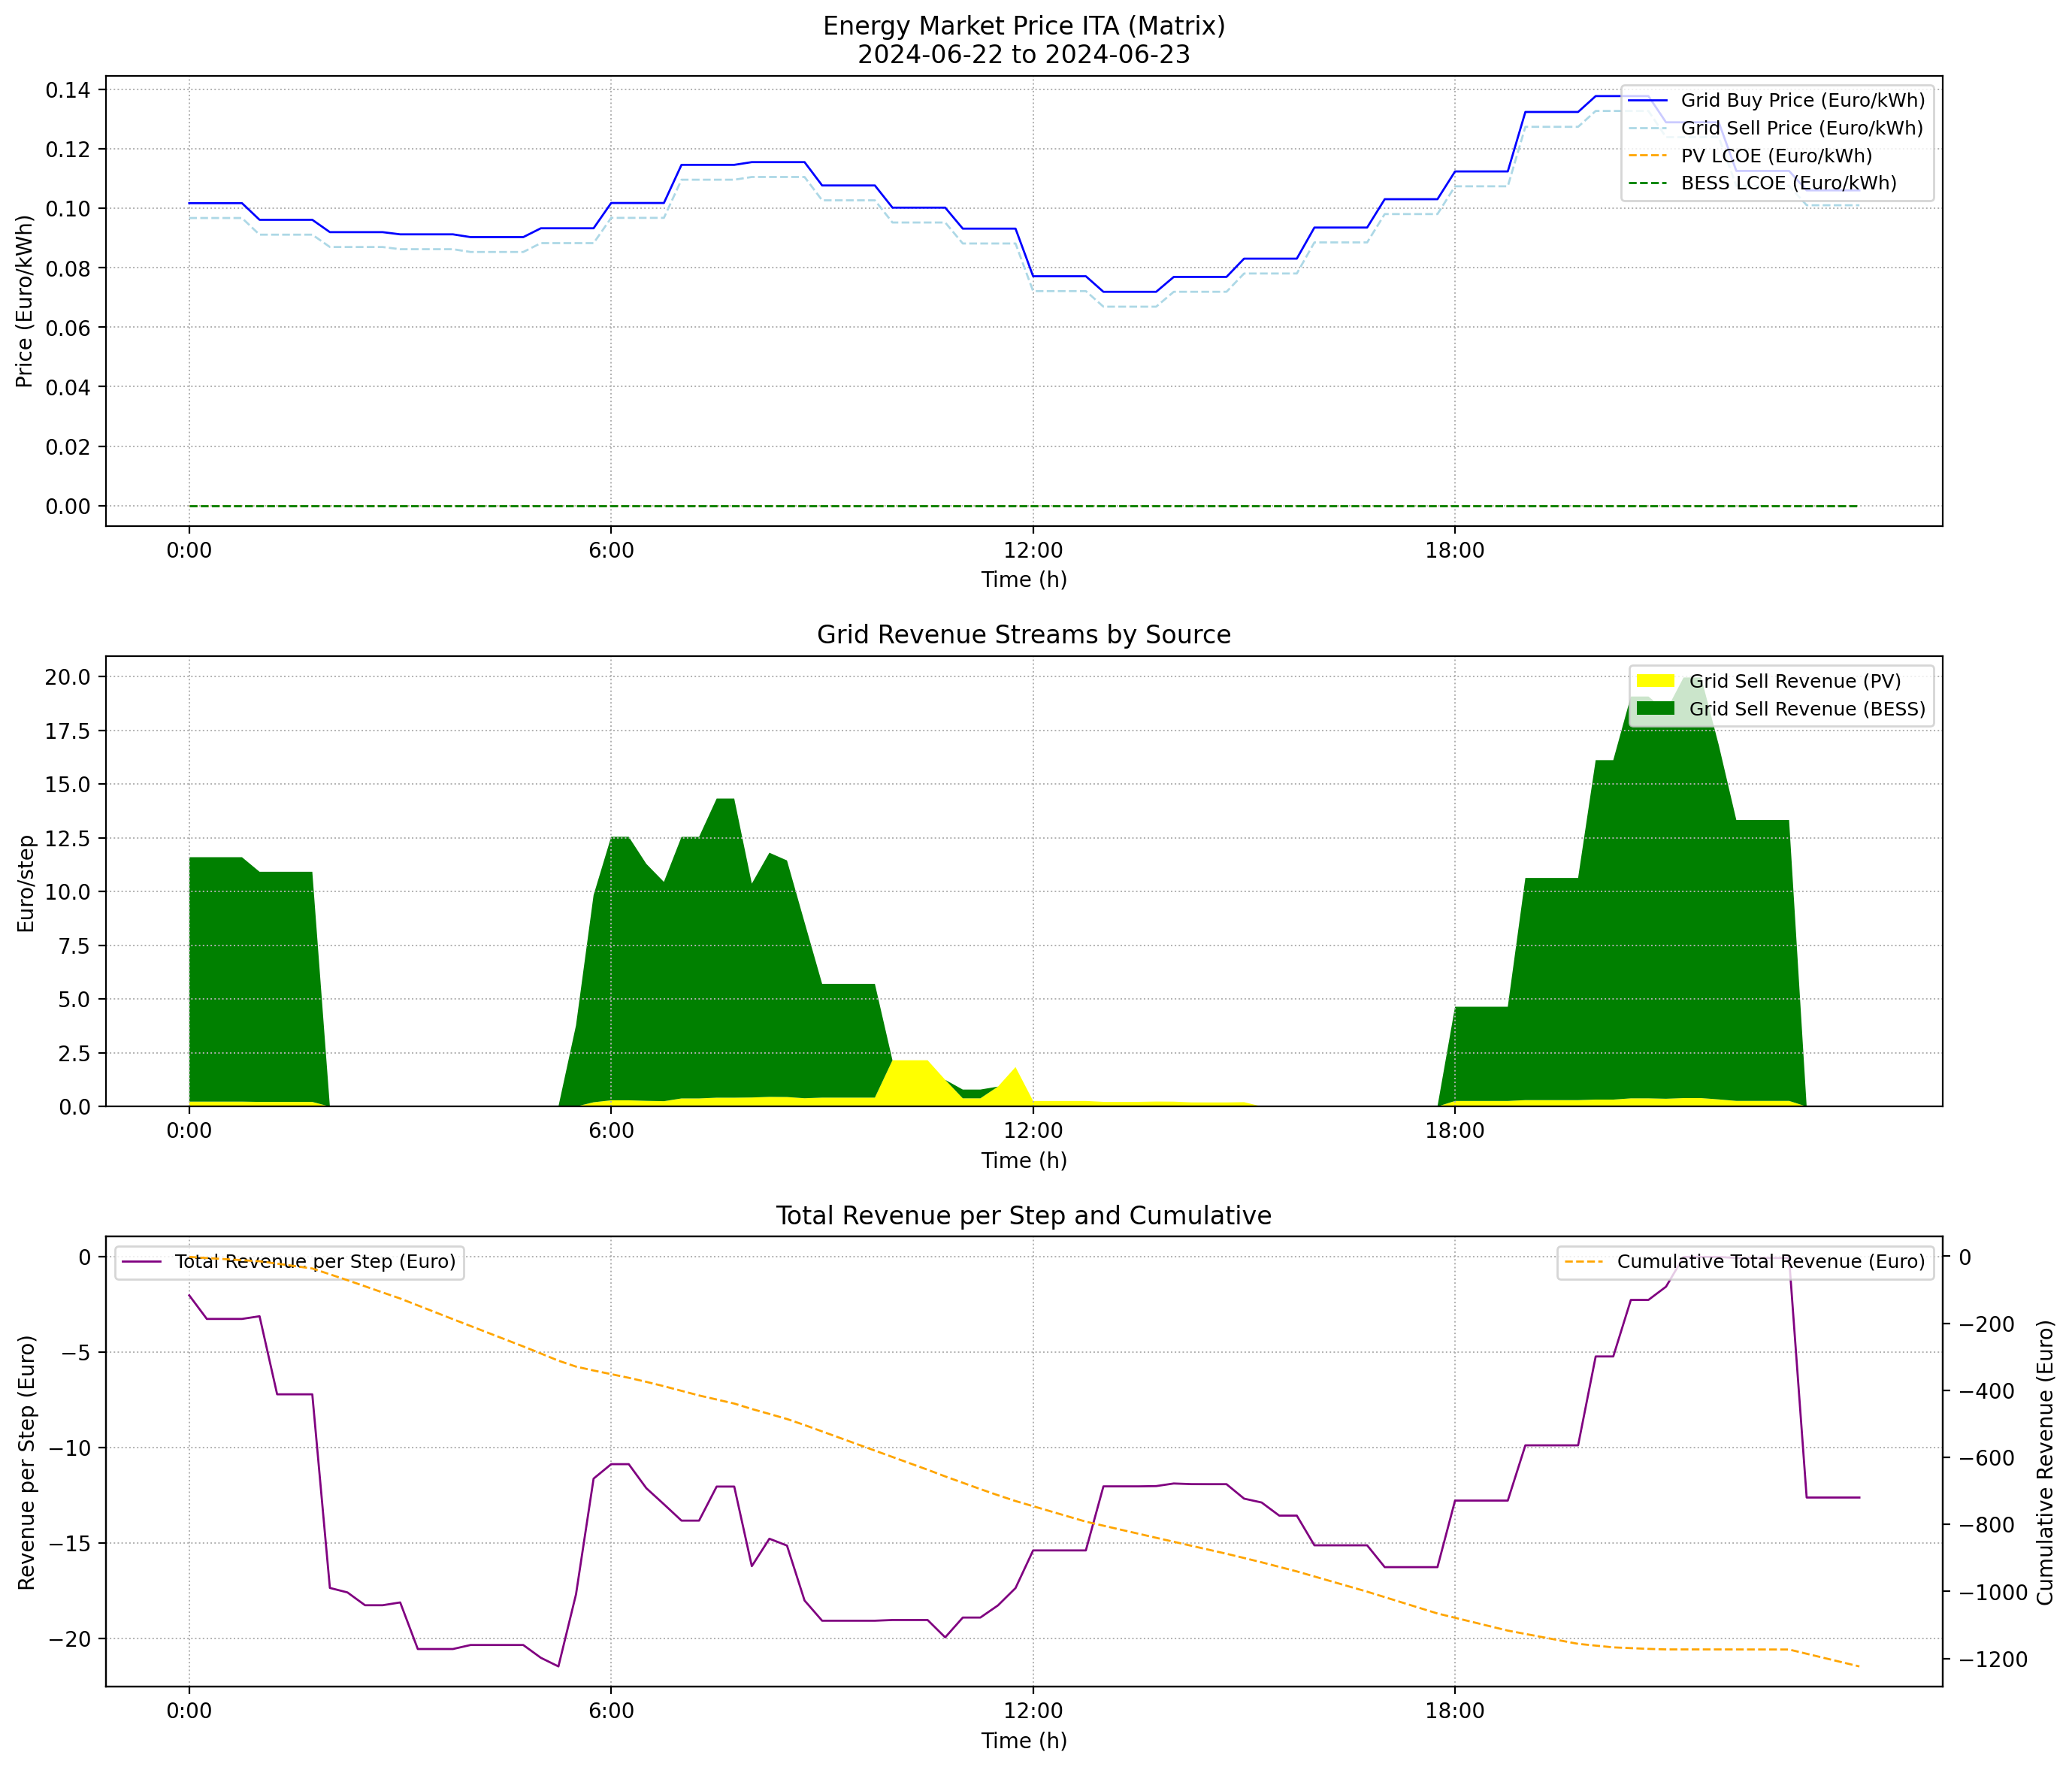 Energy Market Price ITA (Matrix)
2024-06-22 to 2024-06-23
Price (Euro/kWh)
0.14
0.12
0.10
0.08
0.06
0.04
0.02
0.00
Grid Buy Price (Euro/kWh)
Grid Sell Price (Euro/kWh)
PV LCOE (Euro/kWh)
BESS LCOE (Euro/kWh)
0:00 6:00 12:00 18:00
Time (h)
Grid Revenue Streams by Source
Euro/step
20.0
17.5
15.0
12.5
10.0
7.5
5.0
2.5
0.0
Grid Sell Revenue (PV)
Grid Sell Revenue (BESS)
0:00 6:00 12:00 18:00
Time (h)
Total Revenue per Step and Cumulative
Revenue per Step (Euro)
0
−5
−10
−15
−20
Total Revenue per Step (Euro)
Cumulative Total Revenue (Euro)
0
−200
−400
−600
−800
−1000
−1200
Cumulative Revenue (Euro)
0:00 6:00 12:00 18:00
Time (h)